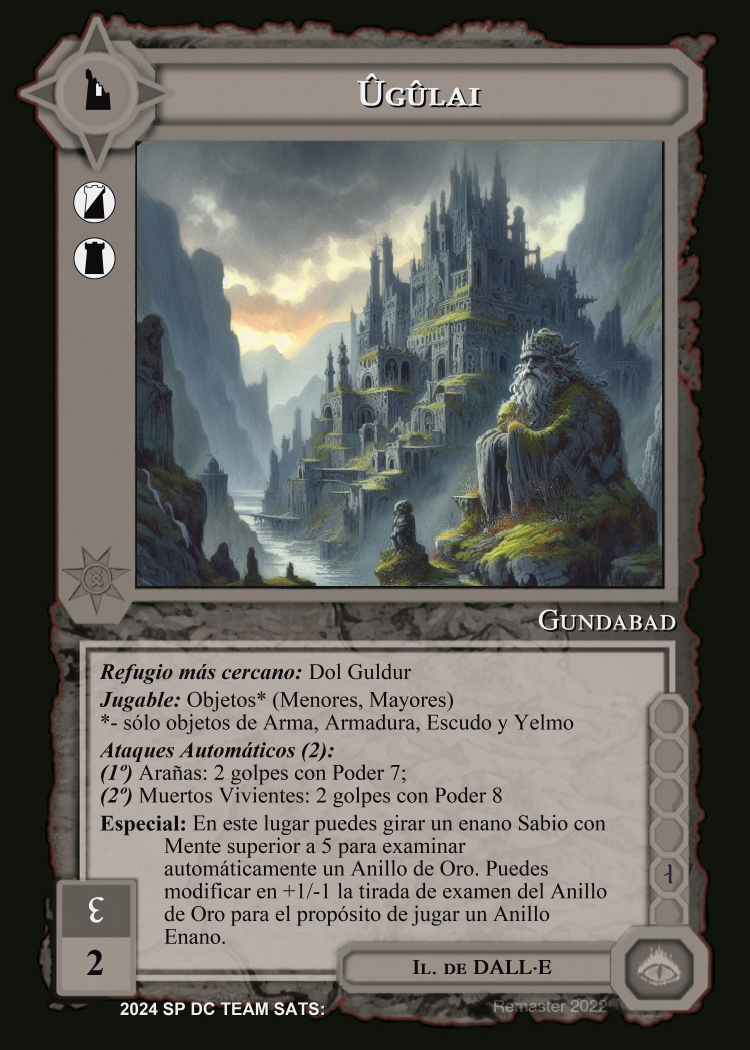 Ûgûlai
Gundabad
Refugio más cercano: Dol Guldur
Jugable: Objetos* (Menores, Mayores)
*- sólo objetos de Arma, Armadura, Escudo y Yelmo
Ataques Automáticos (2):
(1º) Arañas: 2 golpes con Poder 7;
(2º) Muertos Vivientes: 2 golpes con Poder 8
Especial: En este lugar puedes girar un enano Sabio con
Mente superior a 5 para examinar
automáticamente un Anillo de Oro. Puedes
modificar en +1/-1 la tirada de examen del Anillo
de Oro para el propósito de jugar un Anillo
Enano.
2
Il. de DALL·E
2024 SP DC TEAM SATS:
Remaster 2022